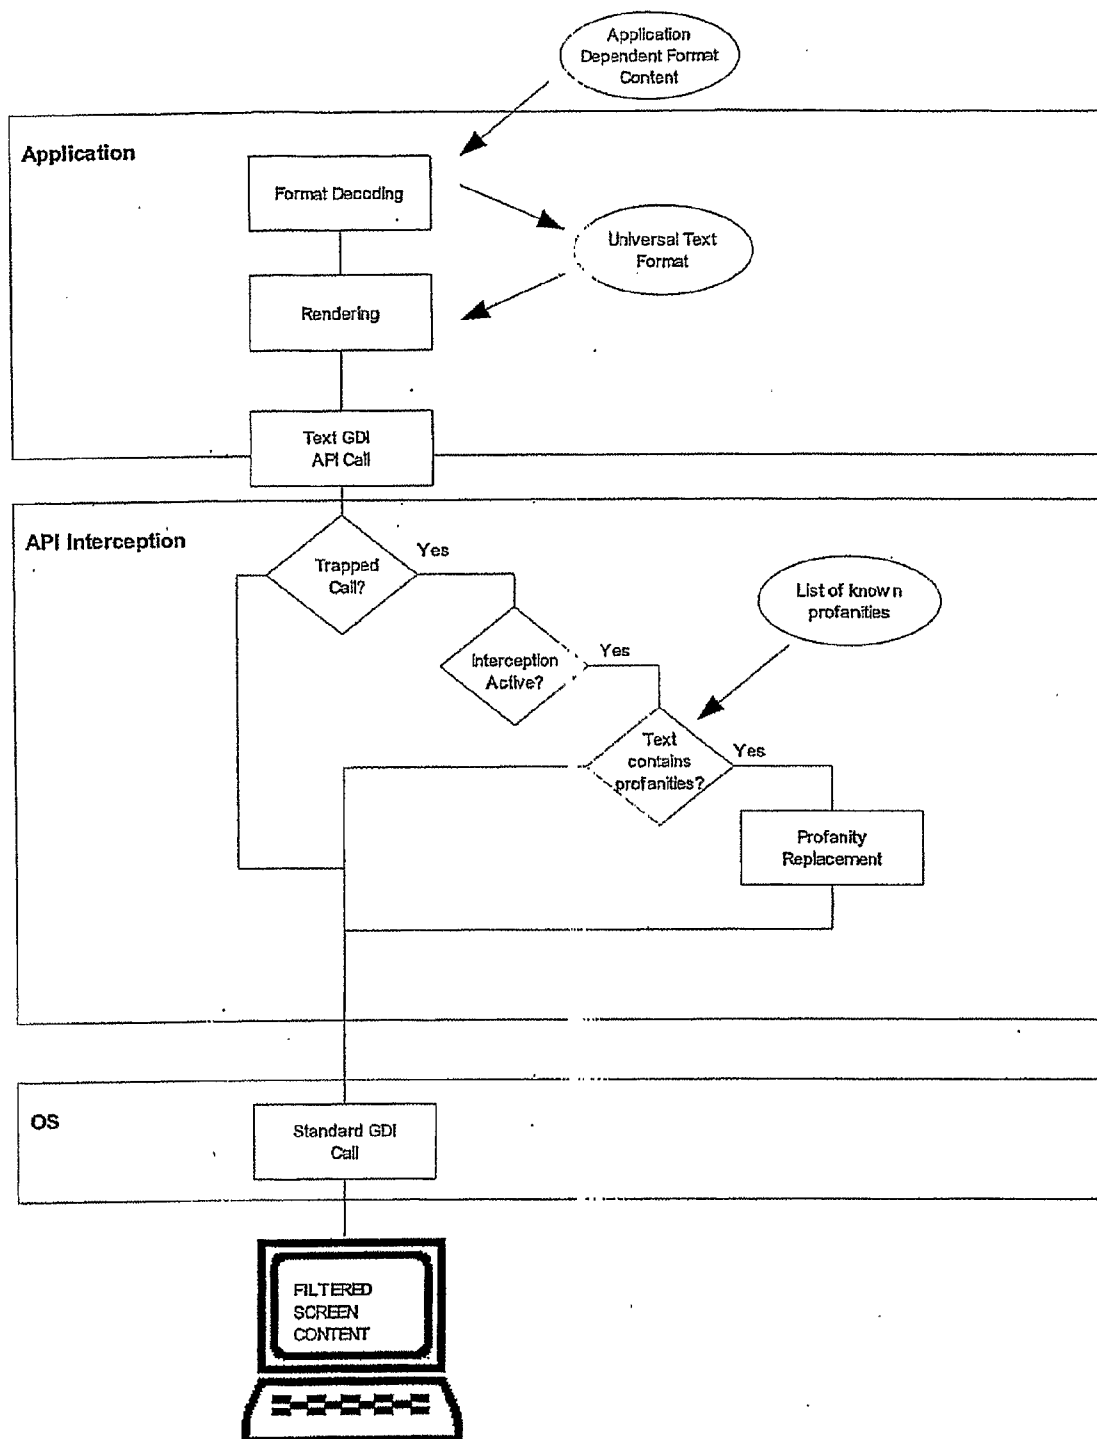 Application
Dependent Format
Content
Application
Format Decoding
Universal Text
Format
Rendering
Text GDI
API Call
API Interception
Trapped
Call?
Yes
List of known
profanities
Interception
Active?
Yes
Text
contains
profanities?
Yes
Profanity
Replacement
OS
Standard GDI
Call
FILTERED
SCREEN
CONTENT